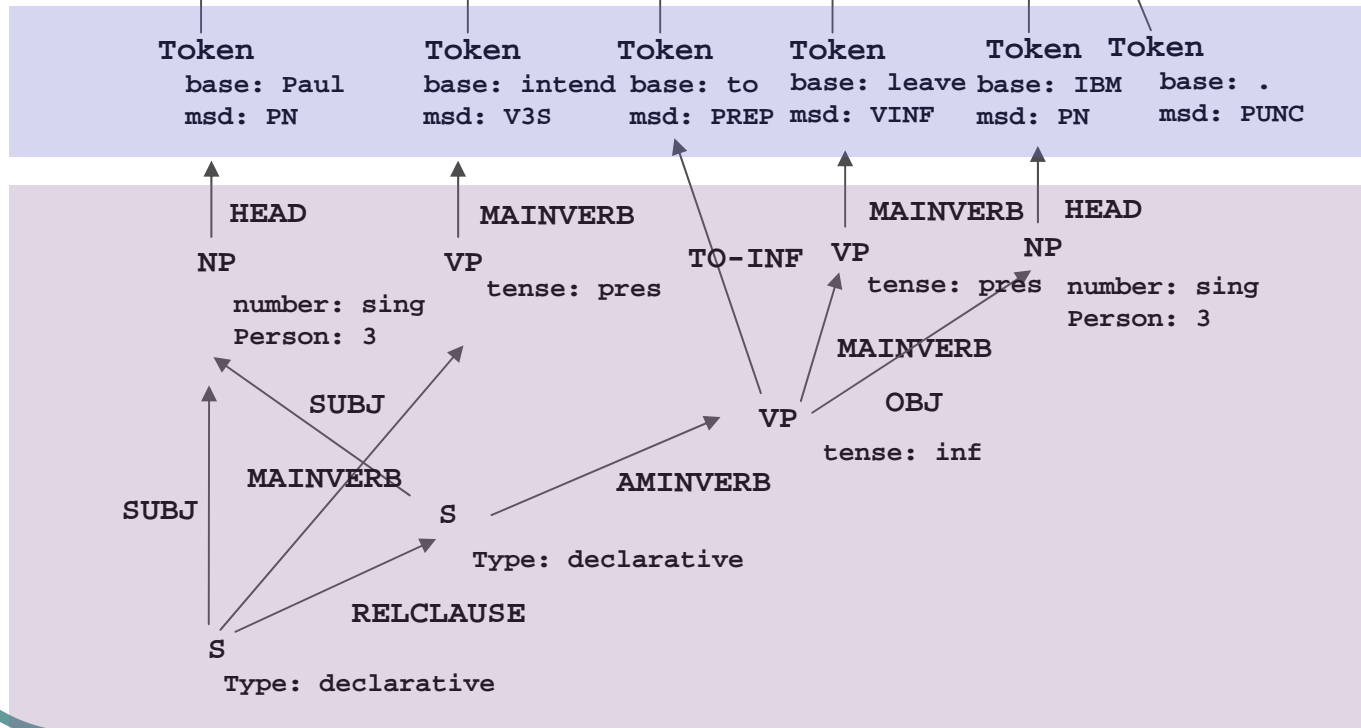 Token Token Token Token Token Token
base: Paul base: intend base: to base: leave base: IBM base: .
msd: PN msd: V3S msd: PREP msd: VINF msd: PN msd: PUNC
HEAD MAINVERB MAINVERB HEAD
NP VP TO-INF VP NP
number: sing tense: pres tense: pres number: sing
Person: 3 Person: 3
MAINVERB
SUBJ VP OBJ
tense: inf
MAINVERB AMINVERB
SUBJ S
Type: declarative
RELCLAUSE
S
Type: declarative